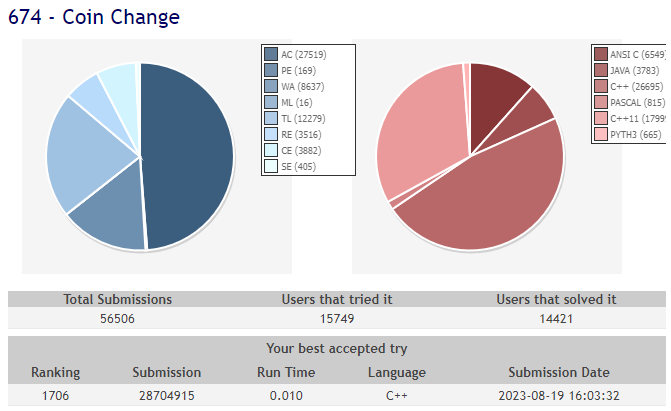 674 - Coin Change
AC (27519)
PE (169)
WA (8637)
ML (16)
TL (12279)
RE (3516)
CE (3882)
SE (405)
ANSI C (6549)
JAVA (3783)
C++ (26695)
PASCAL (815)
C++11 (1799
PYTH3 (665)
Total Submissions Users that tried it Users that solved it
56506 15749 14421
Your best accepted try
Ranking Submission Run Time Language Submission Date
1706 28704915 0.010 C++ 2023-08-19 16:03:32